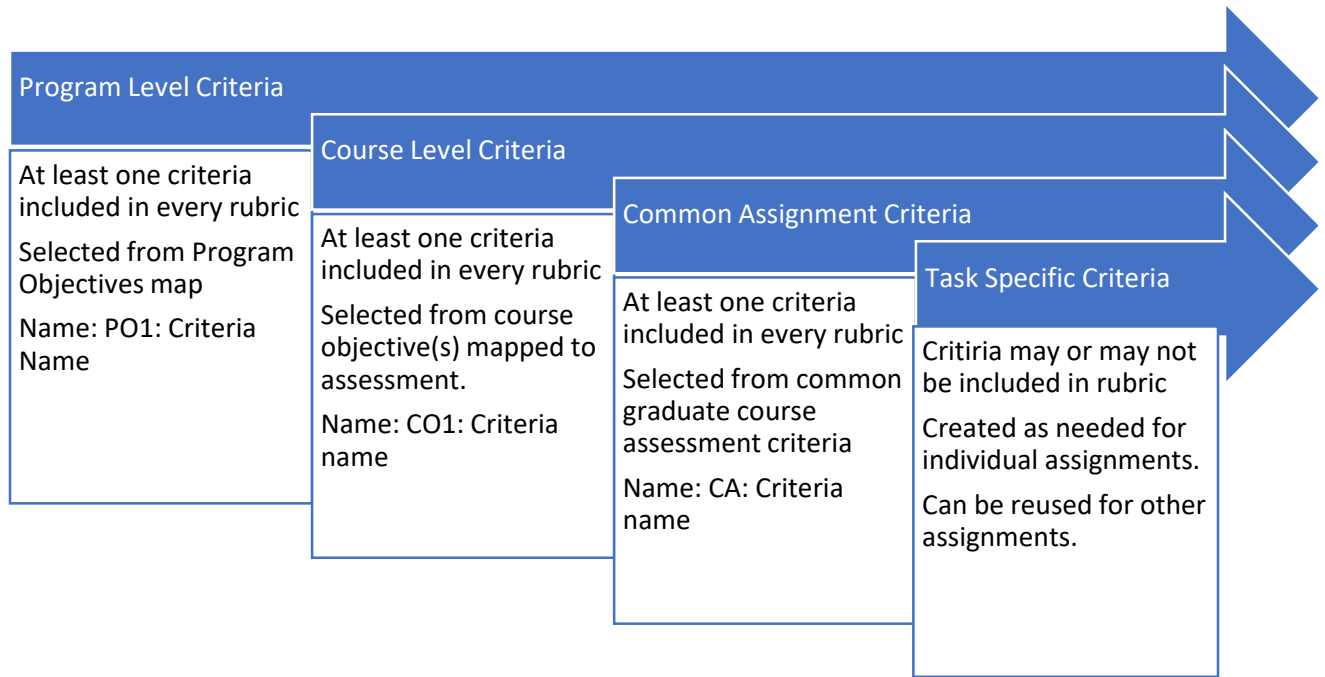 Program Level Criteria
At least one criteria
included in every rubric
Selected from Program
Objectives map
Name: PO1: Criteria
Name
Course Level Criteria
At least one criteria
included in every rubric
Selected from course
objective(s) mapped to
assessment.
Name: CO1: Criteria
name
Common Assignment Criteria
At least one criteria
included in every rubric
Selected from common
graduate course
assessment criteria
Name: CA: Criteria
name
Task Specific Criteria
Critiria may or may not
be included in rubric
Created as needed for
individual assignments.
Can be reused for other
assignments.